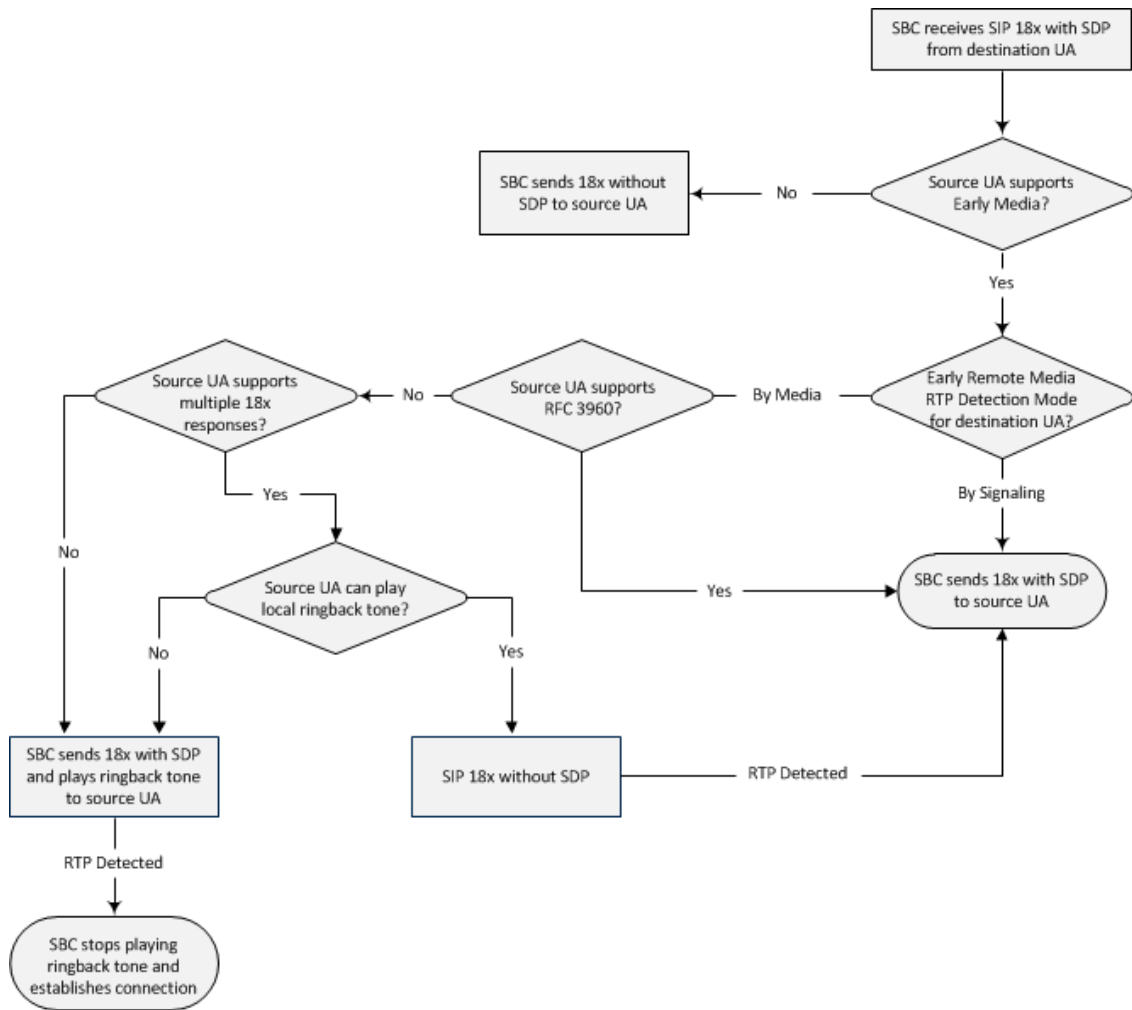 SBC receives SIP 18x with SDP
from destination UA
SBC sends 18x without
SDP to source UA
No
Source UA supports
Early Media?
Yes
Source UA supports
multiple 18x
responses?
No
Source UA supports
RFC 3960?
By Media
Early Remote Media
RTP Detection Mode
for destination UA?
Yes
By Signaling
No
Source UA can play
local ringback tone?
Yes
SBC sends 18x with SDP
to source UA
No
Yes
SBC sends 18x with SDP
and plays ringback tone
to source UA
SIP 18x without SDP
RTP Detected
RTP Detected
SBC stops playing
ringback tone and
establishes connection